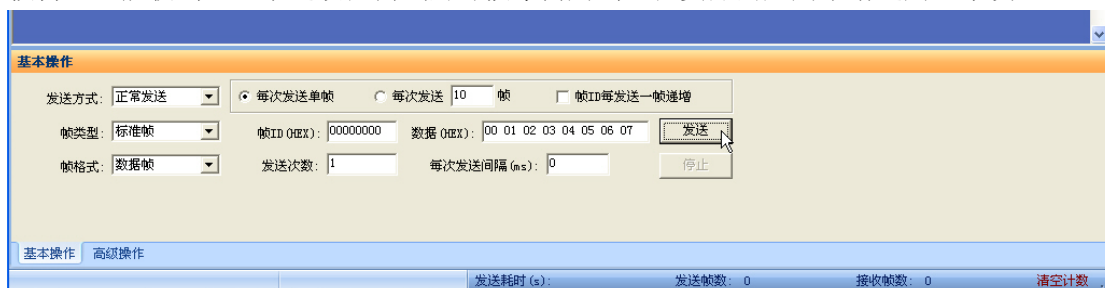 基本操作
发送方式: 正常发送 每次发送单帧 每次发送 10 帧 帧ID每发送一帧递增
帧类型: 标准帧 帧ID(HEX): 00000000 数据(HEX): 00 01 02 03 04 05 06 07 发送
帧格式: 数据帧 发送次数: 1 每次发送间隔(ms): 0 停止
基本操作 高级操作
发送耗时(s): 发送帧数: 0 接收帧数: 0 清空计数